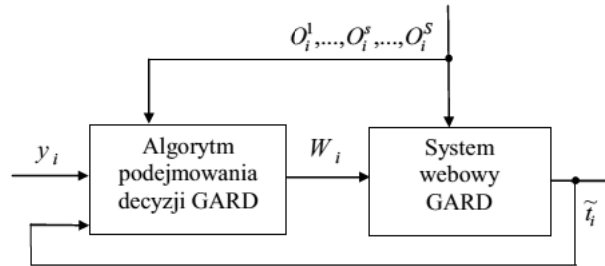 O_i^1,...,O_i^s,...,O_i^S
y_i
Algorytm
podejmowania
decyzji GARD
W_i
System
webowy
GARD
t̃_i